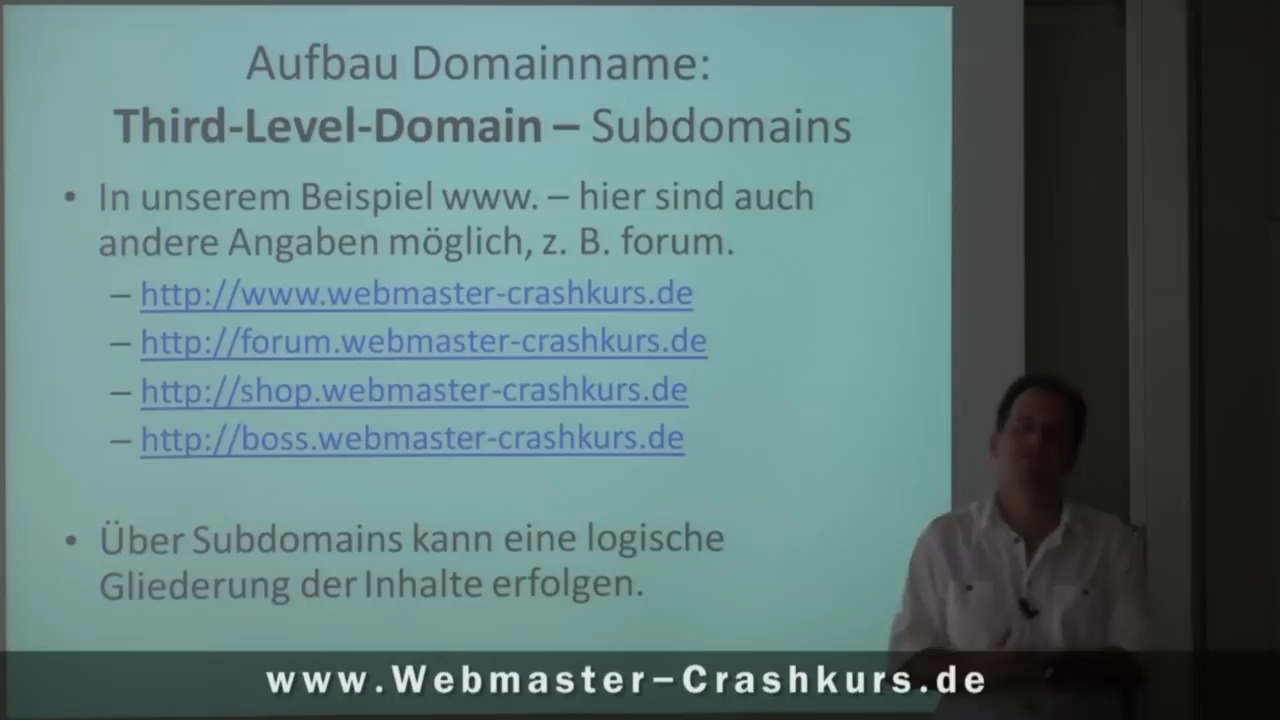 Aufbau Domainname:
Third-Level-Domain – Subdomains
• In unserem Beispiel www. – hier sind auch
andere Angaben möglich, z. B. forum.
– http://www.webmaster-crashkurs.de
– http://forum.webmaster-crashkurs.de
– http://shop.webmaster-crashkurs.de
– http://boss.webmaster-crashkurs.de
• Über Subdomains kann eine logische
Gliederung der Inhalte erfolgen.
www.Webmaster-Crashkurs.de